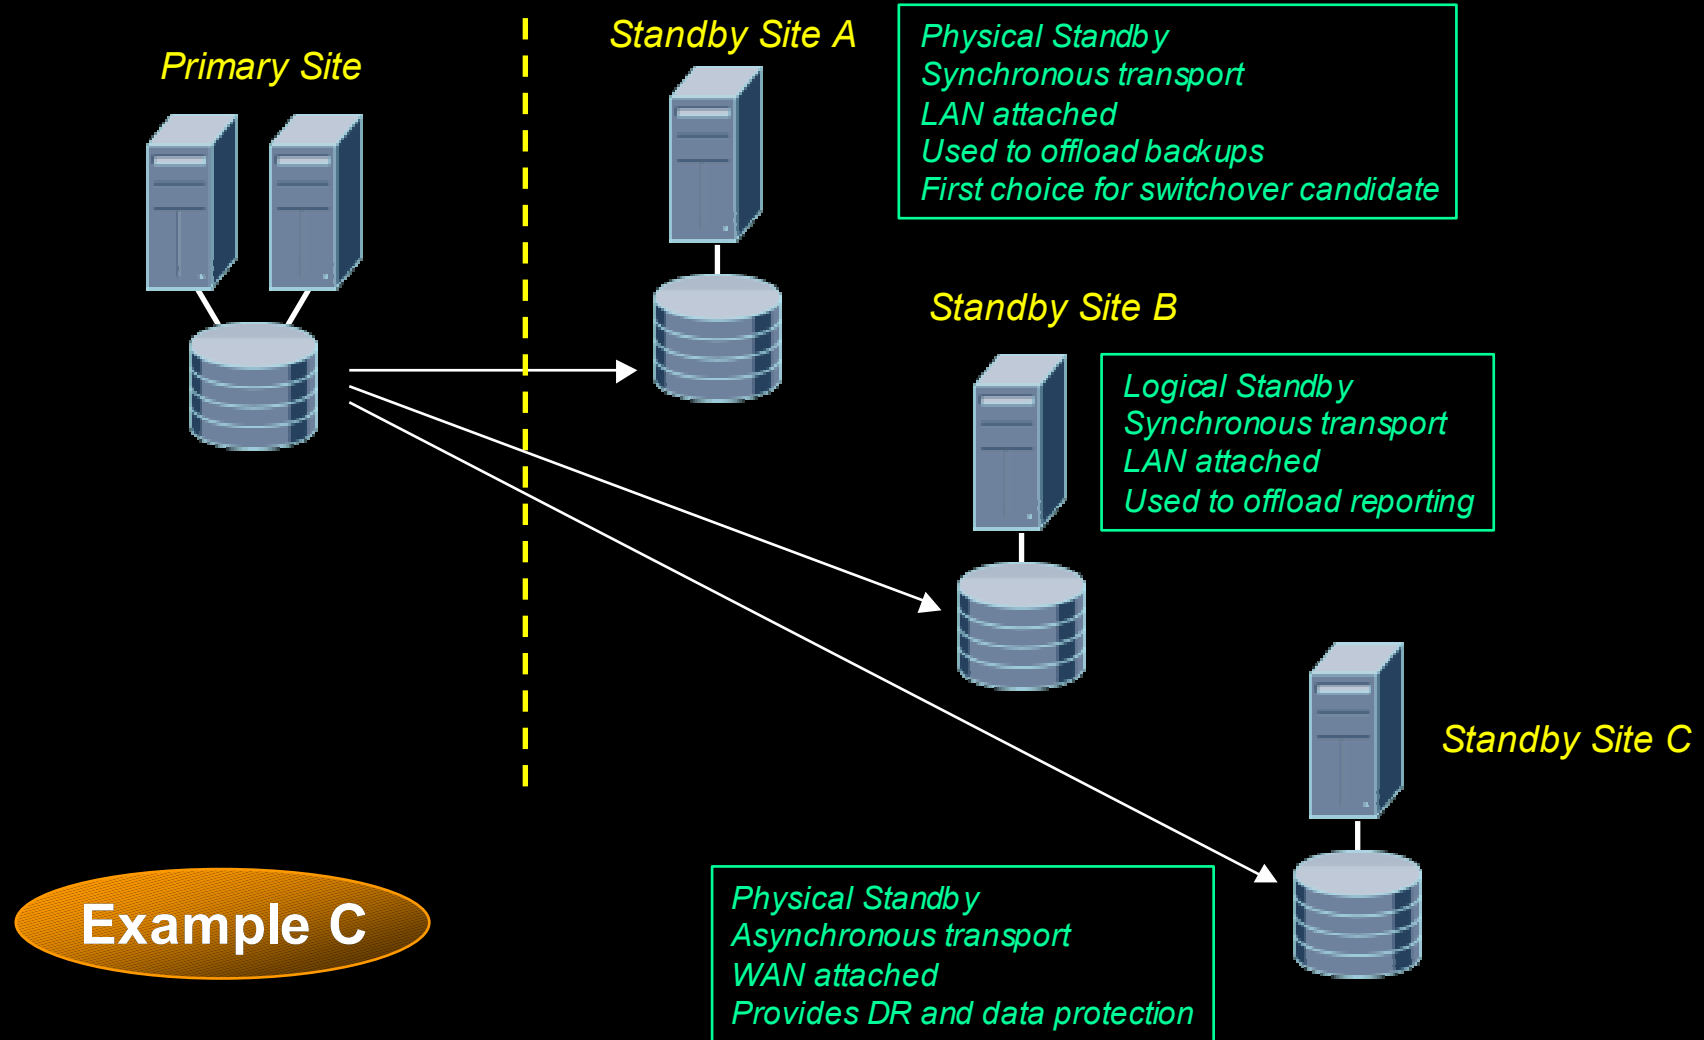 Primary Site
Standby Site A
Physical Standby
Synchronous transport
LAN attached
Used to offload backups
First choice for switchover candidate
Standby Site B
Logical Standby
Synchronous transport
LAN attached
Used to offload reporting
Standby Site C
Physical Standby
Asynchronous transport
WAN attached
Provides DR and data protection
Example C